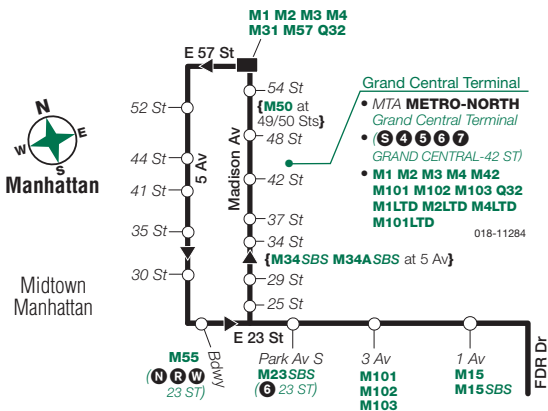 M1 M2 M3 M4
M31 M57 Q32
E 57 St
54 St
{M50 at
49/50 Sts}
48 St
42 St
37 St
34 St
{M34SBS M34ASBS at 5 Av}
29 St
25 St
Madison Av
52 St
44 St
41 St
35 St
30 St
5 Av
Grand Central Terminal
• MTA METRO-NORTH
Grand Central Terminal
• (S 4 5 6 7
GRAND CENTRAL-42 ST)
• M1 M2 M3 M4 M42
M101 M102 M103 Q32
M1LTD M2LTD M4LTD
M101LTD
018-11284
N
E
S
W
Manhattan
Midtown
Manhattan
E 23 St
Bdwy
M55
(N R W
23 ST)
Park Av S
M23SBS
(6 23 ST)
3 Av
M101
M102
M103
1 Av
M15
M15SBS
FDR Dr